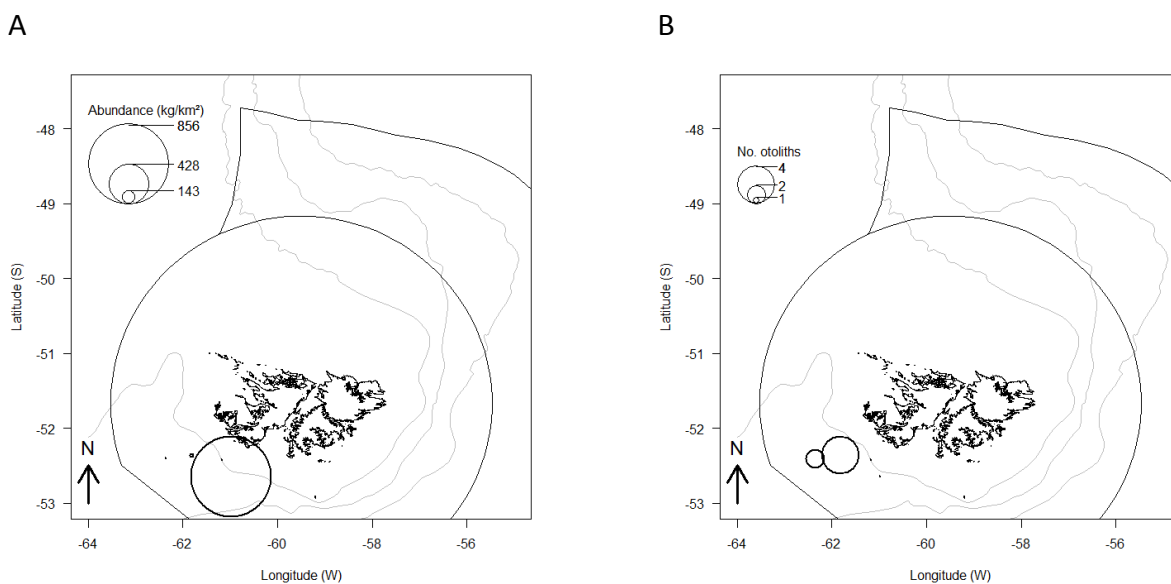 A
B
Abundance (kg/km²)
856
428
143
N
-48
-49
-50
-51
-52
-53
Latitude (S)
-64
-62
-60
-58
-56
Longitude (W)
No. otoliths
4
2
1
N
-48
-49
-50
-51
-52
-53
Latitude (S)
-64
-62
-60
-58
-56
Longitude (W)